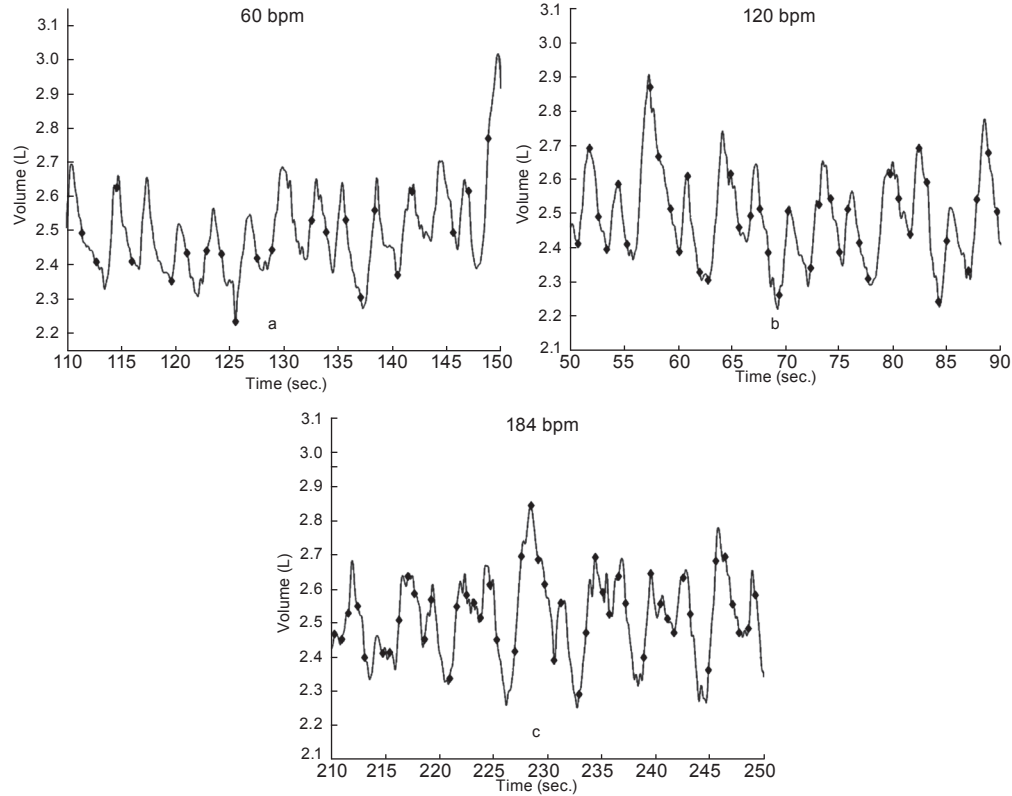 60 bpm
3.1
3.0
2.9
2.8
2.7
2.6
2.5
2.4
2.3
2.2
Volume (L)
a
110 115 120 125 130 135 140 145 150
Time (sec.)
120 bpm
3.1
3.0
2.9
2.8
2.7
2.6
2.5
2.4
2.3
2.2
2.1
Volume (L)
b
50 55 60 65 70 75 80 85 90
Time (sec.)
184 bpm
3.1
3.0
2.9
2.8
2.7
2.6
2.5
2.4
2.3
2.2
2.1
Volume (L)
c
210 215 220 225 230 235 240 245 250
Time (sec.)